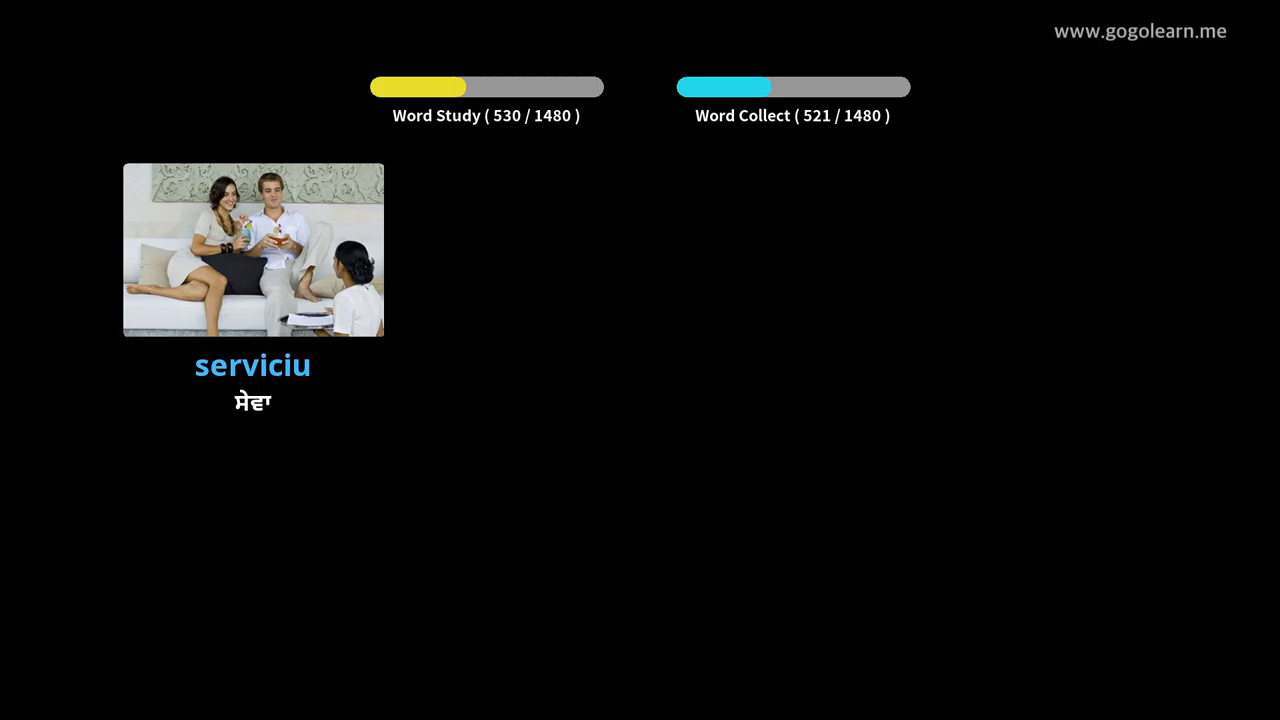 www.gogolearn.me
Word Study ( 530 / 1480 )
Word Collect ( 521 / 1480 )
serviciu
ਸੇਵਾ